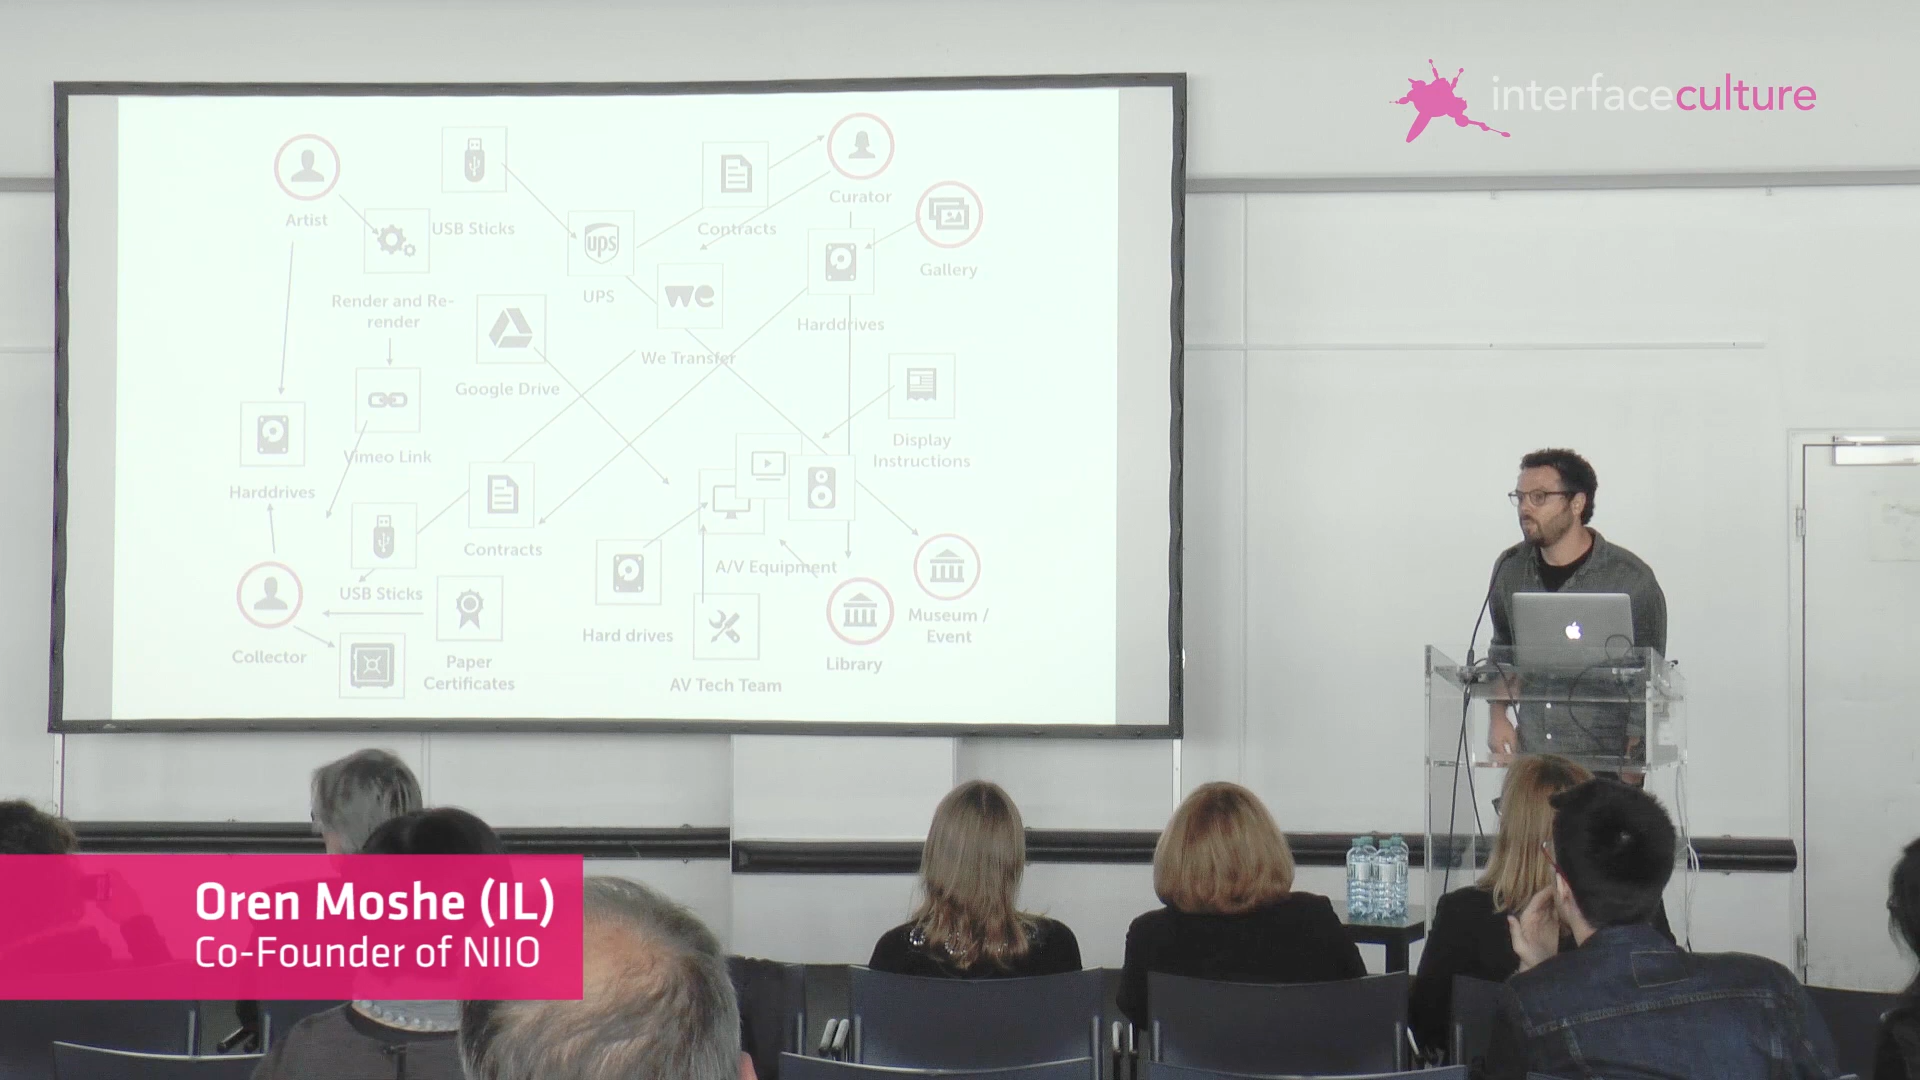 interfaceculture
Artist
USB Sticks
Contracts
Curator
ups
UPS
Gallery
Render and Re-
render
we
We Transfer
Harddrives
Google Drive
Vimeo Link
Display
Instructions
Harddrives
USB Sticks
Contracts
A/V Equipment
Collector
Paper
Certificates
Hard drives
AV Tech Team
Library
Museum /
Event
Oren Moshe (IL)
Co-Founder of NIIO